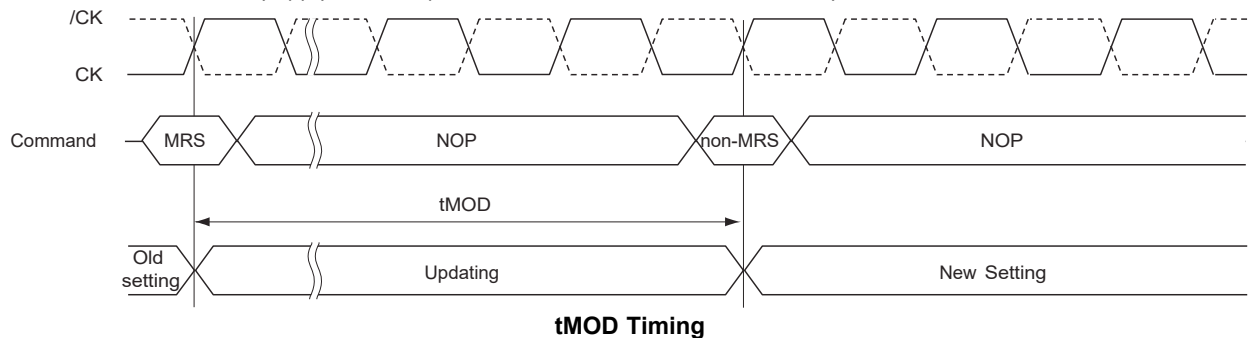 /CK
CK
Command
MRS
NOP
non-MRS
NOP
tMOD
Old
setting
Updating
New Setting
tMOD Timing